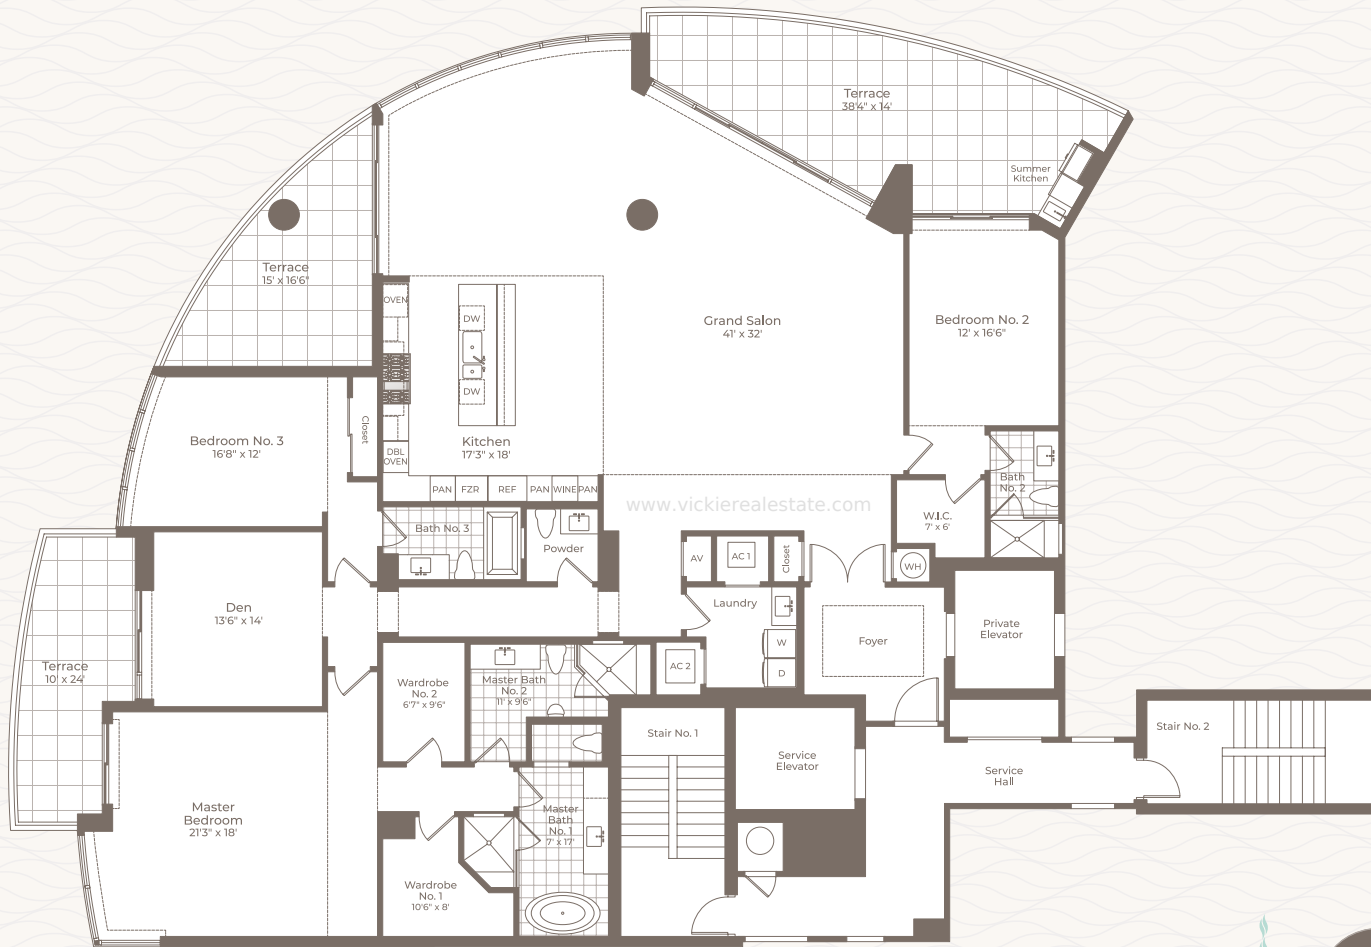 Terrace
38'4" x 14'
Summer
Kitchen
Terrace
15' x 16'6"
OVEN
DW
DW
DBL
OVEN
Kitchen
17'3" x 18'
PAN
FZR
REF
PAN
WINE
PAN
Grand Salon
41' x 32'
Bedroom No. 2
12' x 16'6"
Bedroom No. 3
16'8" x 12'
Closet
Bath
No. 2
www.vickierealestate.com
W.I.C.
7' x 6'
Bath No. 3
Powder
AV
AC 1
Closet
WH
Den
13'6" x 14'
Laundry
W
D
Foyer
Private
Elevator
Terrace
10' x 24'
AC 2
Wardrobe
No. 2
6'7" x 9'6"
Master Bath
No. 2
11' x 9'6"
Stair No. 1
Service
Elevator
Service
Hall
Stair No. 2
Master
Bedroom
21'3" x 18'
Master
Bath
No. 1
7' x 17'
Wardrobe
No. 1
10'6" x 8'